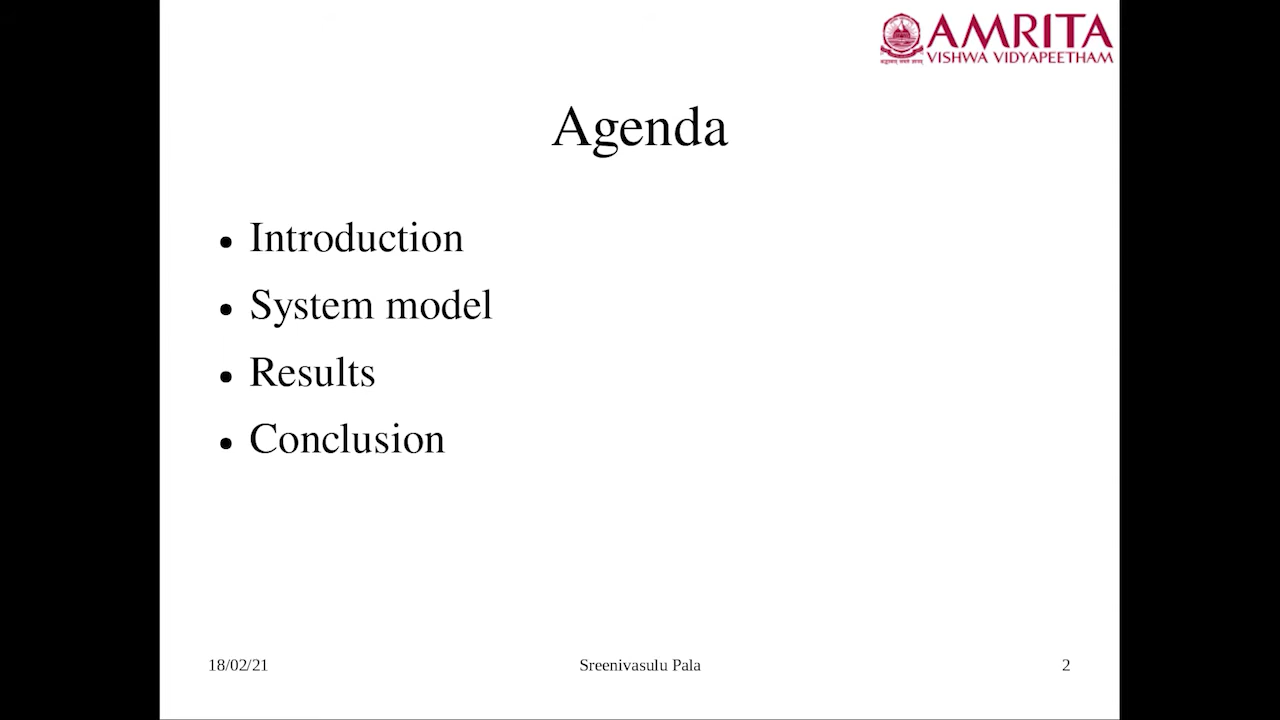 AMRITA
VISHWA VIDYAPEETHAM
Agenda
• Introduction
• System model
• Results
• Conclusion
18/02/21
Sreenivasulu Pala
2